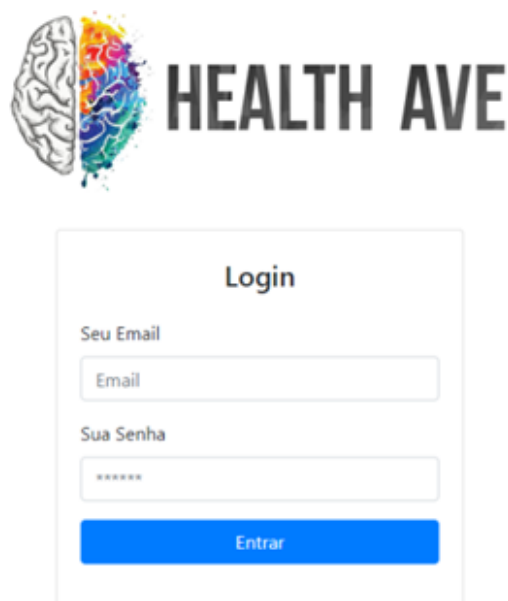 HEALTH AVE
Login
Seu Email
Email
Sua Senha
******
Entrar